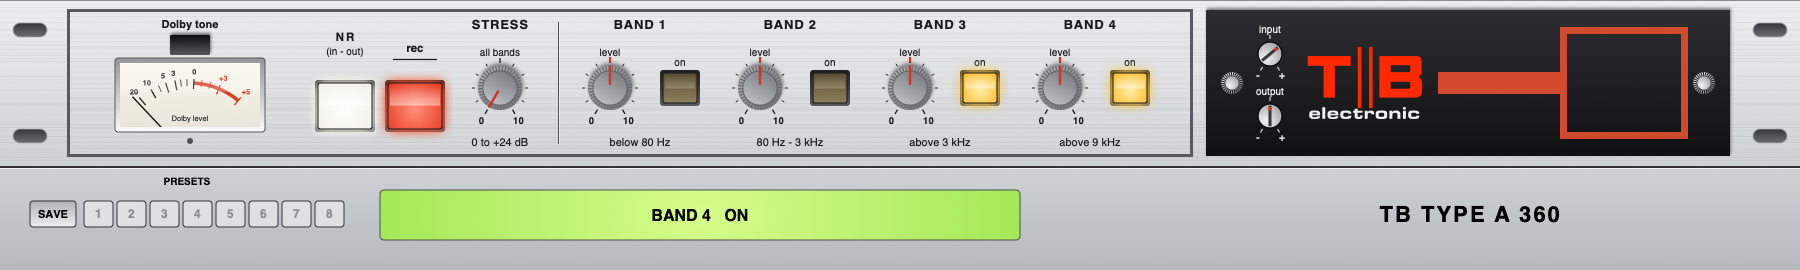 Dolby tone
20 10 5 3 0 +3 +5
Dolby level
NR
(in - out)
rec
STRESS
all bands
0 10
0 to +24 dB
BAND 1
level
on
0 10
below 80 Hz
BAND 2
level
on
0 10
80 Hz - 3 kHz
BAND 3
level
on
0 10
above 3 kHz
BAND 4
level
on
0 10
above 9 kHz
input
- +
output
- +
TB
electronic
PRESETS
SAVE 1 2 3 4 5 6 7 8
BAND 4 ON
TB TYPE A 360